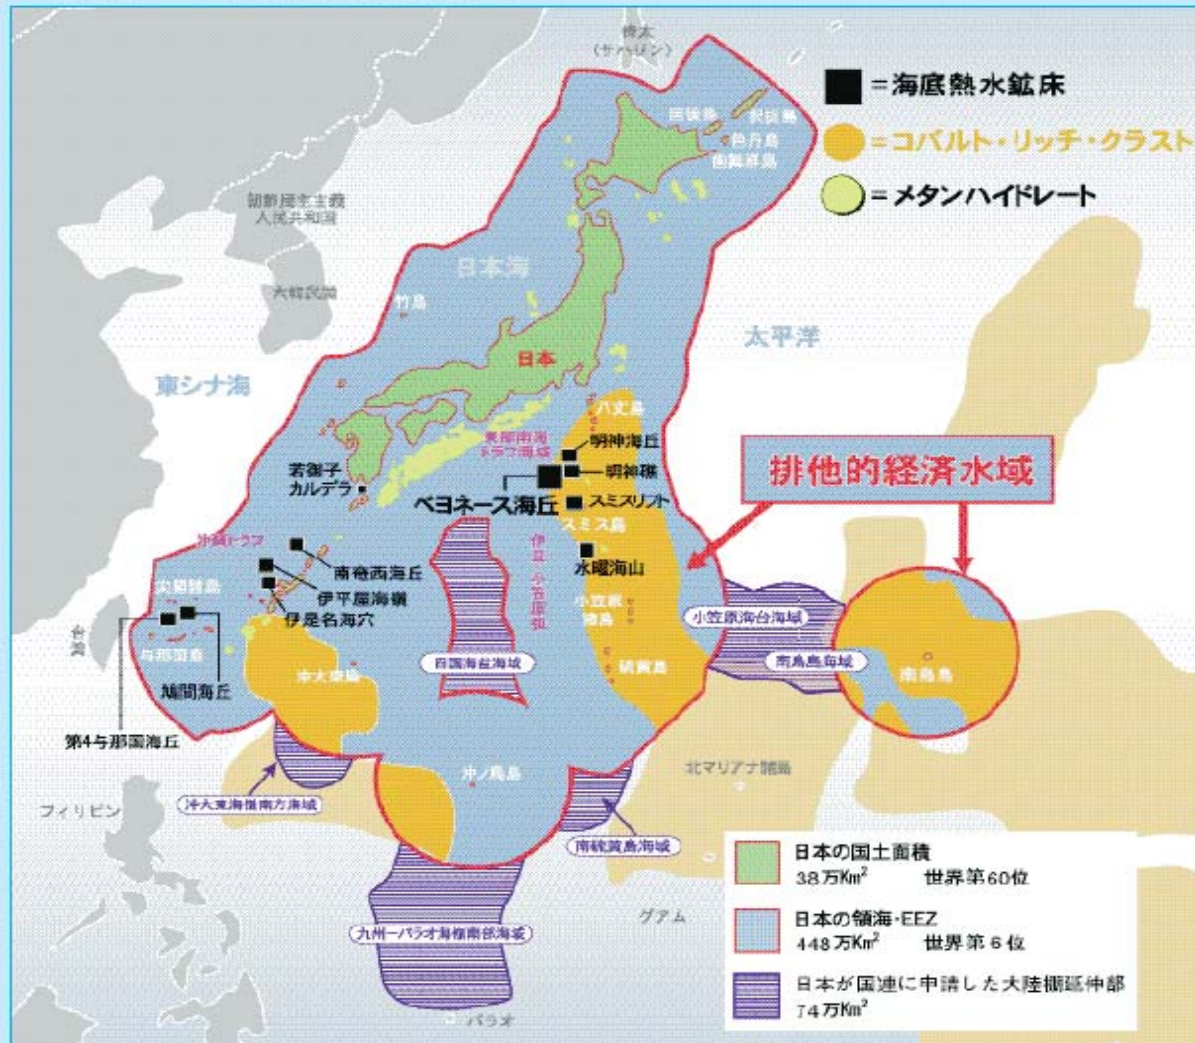 樺太
(サハリン)
=海底熱水鉱床
=コバルト・リッチ・クラスト
=メタンハイドレート
国後島
択捉島
色丹島
歯舞群島
朝鮮民主主義
人民共和国
大韓民国
日本海
竹島
太平洋
日本
東シナ海
八丈島
東部南海
トラフ海域
明神海丘
明神礁
排他的経済水域
若御子
カルデラ
ベヨネース海丘
スミスリフト
スミス島
伊豆 小笠原弧
水曜海山
沖縄トラフ
南奄西海丘
伊平屋海嶺
伊是名海穴
尖閣諸島
台湾
与那国島
鳩間海丘
第4与那国海丘
沖大東島
四国海盆海域
小笠原
諸島
硫黄島
小笠原海台海域
南鳥島海域
南鳥島
沖ノ鳥島
北マリアナ諸島
フィリピン
沖大東海嶺南方海域
南硫黄島海域
九州ーパラオ海嶺南部海域
グアム
パラオ
日本の国土面積
38万Km² 世界第60位
日本の領海・EEZ
448万Km² 世界第6位
日本が国連に申請した大陸棚延伸部
74万Km²